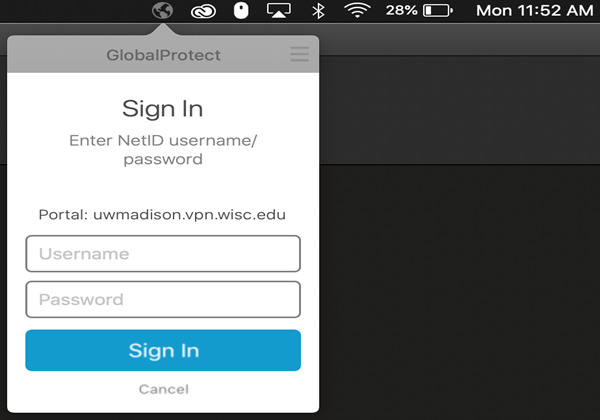 28%
Mon 11:52 AM
GlobalProtect
Sign In
Enter NetID username/
password
Portal: uwmadison.vpn.wisc.edu
Username
Password
Sign In
Cancel